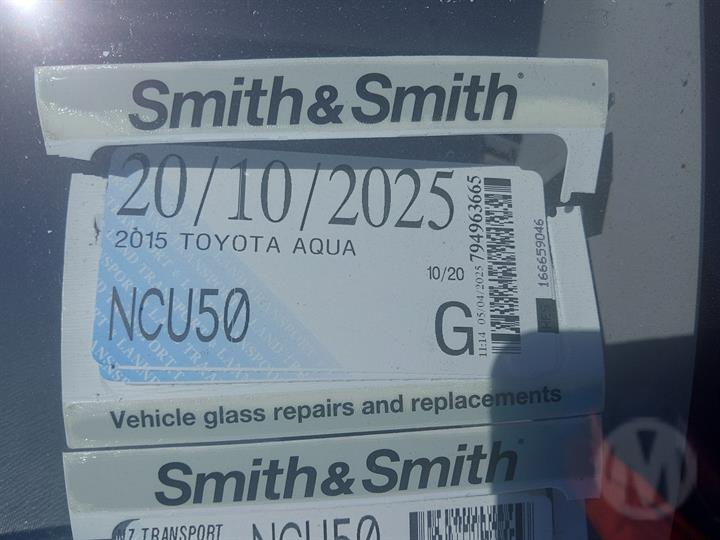 Smith&Smith®
20/10/2025
2015 TOYOTA AQUA
10/20
NCU50
G
11:14 05/04/2025 794963665
166659046
Vehicle glass repairs and replacements
Smith&Smith®
NZ TRANSPORT NCU50
M